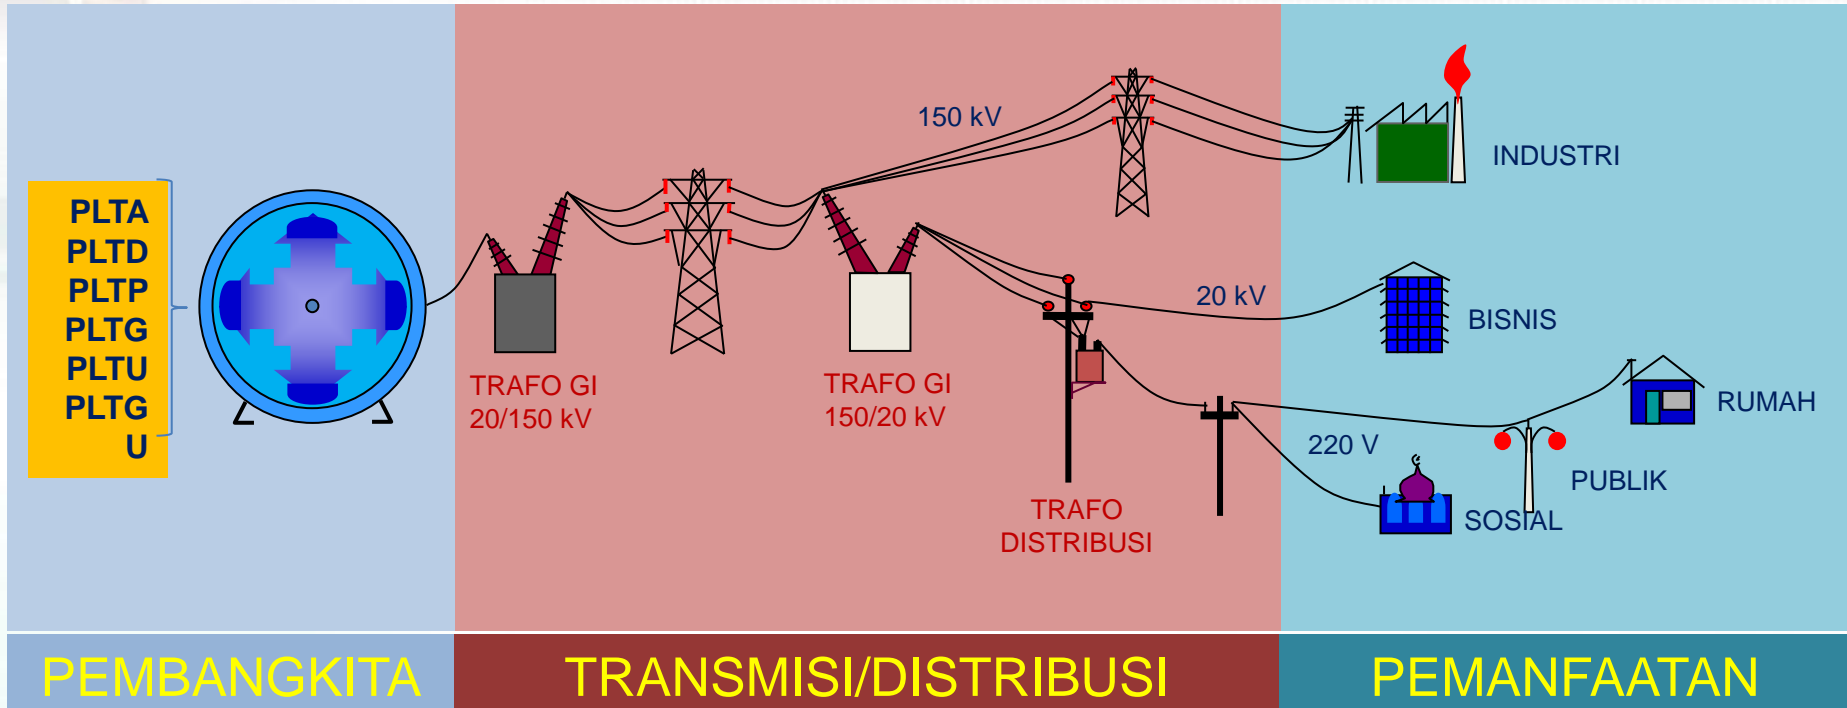 PLTA
PLTD
PLTP
PLTG
PLTU
PLTG
U
TRAFO GI
20/150 kV
150 kV
TRAFO GI
150/20 kV
20 kV
TRAFO
DISTRIBUSI
220 V
INDUSTRI
BISNIS
RUMAH
PUBLIK
SOSIAL
PEMBANGKITA
TRANSMISI/DISTRIBUSI
PEMANFAATAN